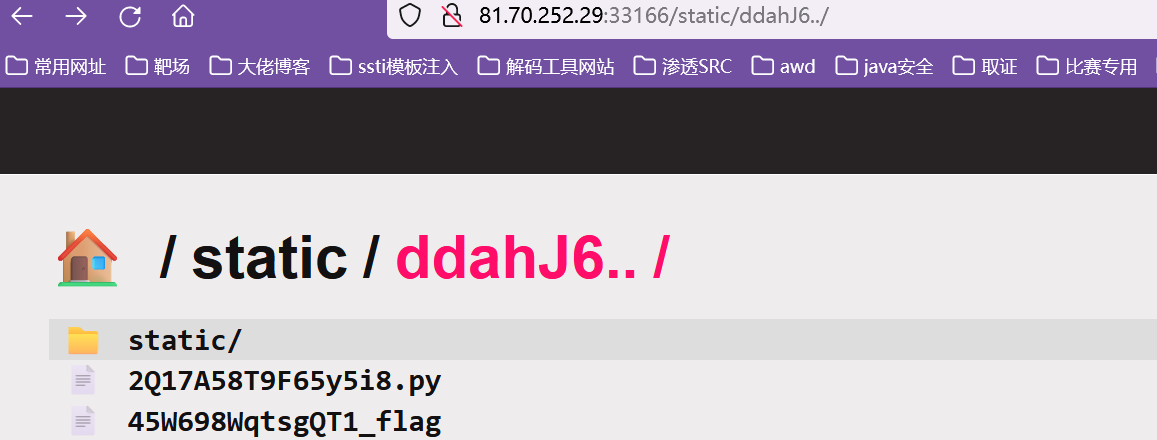 81.70.252.29:33166/static/ddahJ6../
常用网址 靶场 大佬博客 ssti模板注入 解码工具网站 渗透SRC awd java安全 取证 比赛专用
/ static / ddahJ6.. /
static/
2Q17A58T9F65y5i8.py
45W698WqtsgQT1_flag